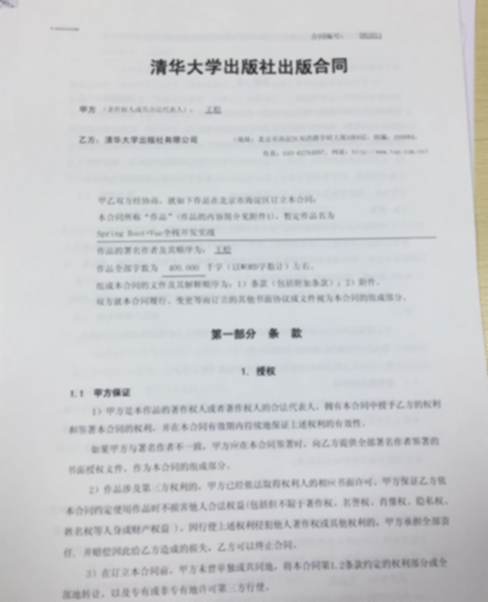 合同编号：
清华大学出版社出版合同
甲方（著作权人或其合法代表人）：王松
乙方：清华大学出版社有限公司 （地址：北京市海淀区双清路学研大厦A座，邮编：100084，
传真：010-62784897，网址：http://www.tup.com.cn）
甲乙双方经协商，就如下作品在北京市海淀区订立本合同：
本合同所称“作品”（作品的内容简介见附件1），暂定作品名为
Spring Boot+Vue全栈开发实战
作品的署名作者及其顺序为：王松
作品全部字数为 400,000 千字（以WORD字数计）左右。
组成本合同的文件及其解释顺序为：1）条款（包括附加条款）；2）附件。
双方就本合同履行、变更等而订立的其他书面协议或文件视为本合同的组成部分。
第一部分 条 款
1. 授权
1.1 甲方保证
1）甲方是本作品的著作权人或者著作权人的合法代表人，拥有本合同中授予乙方的权利
和签署本合同的权利，并在本合同有效期内持续地保证上述权利的有效性。
如果甲方与署名作者不一致，甲方应在本合同签署时，向乙方提供全部署名作者签署的
书面授权文件，作为本合同的组成部分。
2）作品涉及第三方权利的，甲方已经依法取得权利人的相应书面许可。甲方保证乙方依
本合同约定使用作品时不损害他人合法权益（包括但不限于著作权、名誉权、肖像权、隐私权、
姓名权等人身或财产权益），因行使上述权利侵犯他人著作权或其他权利的，甲方承担全部责
任，并赔偿因此给乙方造成的损失，乙方可以终止合同。
3）在订立本合同前，甲方未曾单独或共同地，将本合同第1.2条款约定的权利部分或全
部地转让，以及专有或非专有地许可第三方行使。